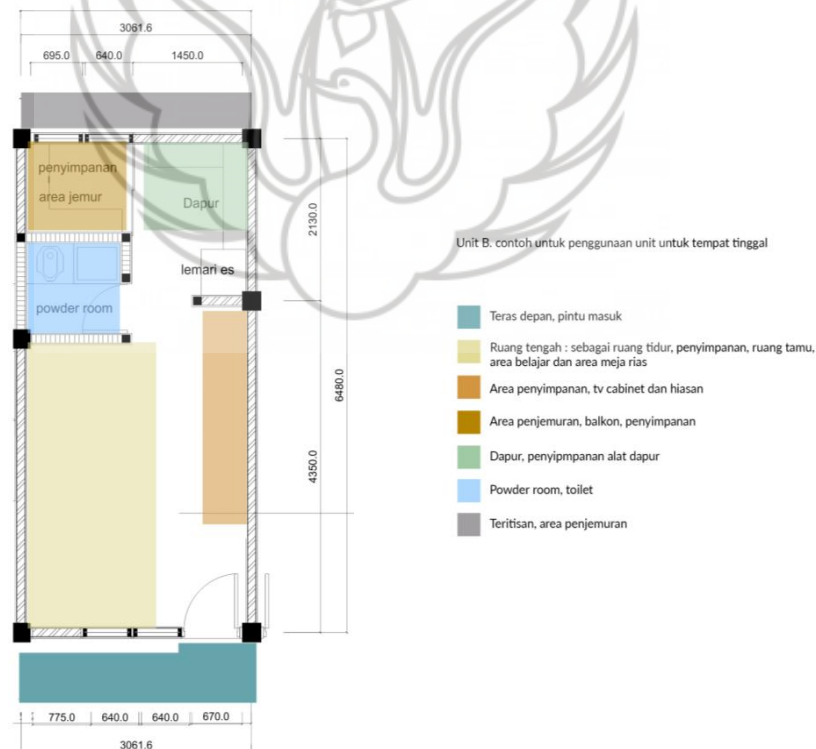 3061.6
695.0 640.0 1450.0
penyimpanan
area jemur
Dapur
lemari es
powder room
2130.0
6480.0
4350.0
775.0 640.0 640.0 670.0
3061.6
Unit B. contoh untuk penggunaan unit untuk tempat tinggal
Teras depan, pintu masuk
Ruang tengah : sebagai ruang tidur, penyimpanan, ruang tamu,
area belajar dan area meja rias
Area penyimpanan, tv cabinet dan hiasan
Area penjemuran, balkon, penyimpanan
Dapur, penyipmpanan alat dapur
Powder room, toilet
Teritisan, area penjemuran